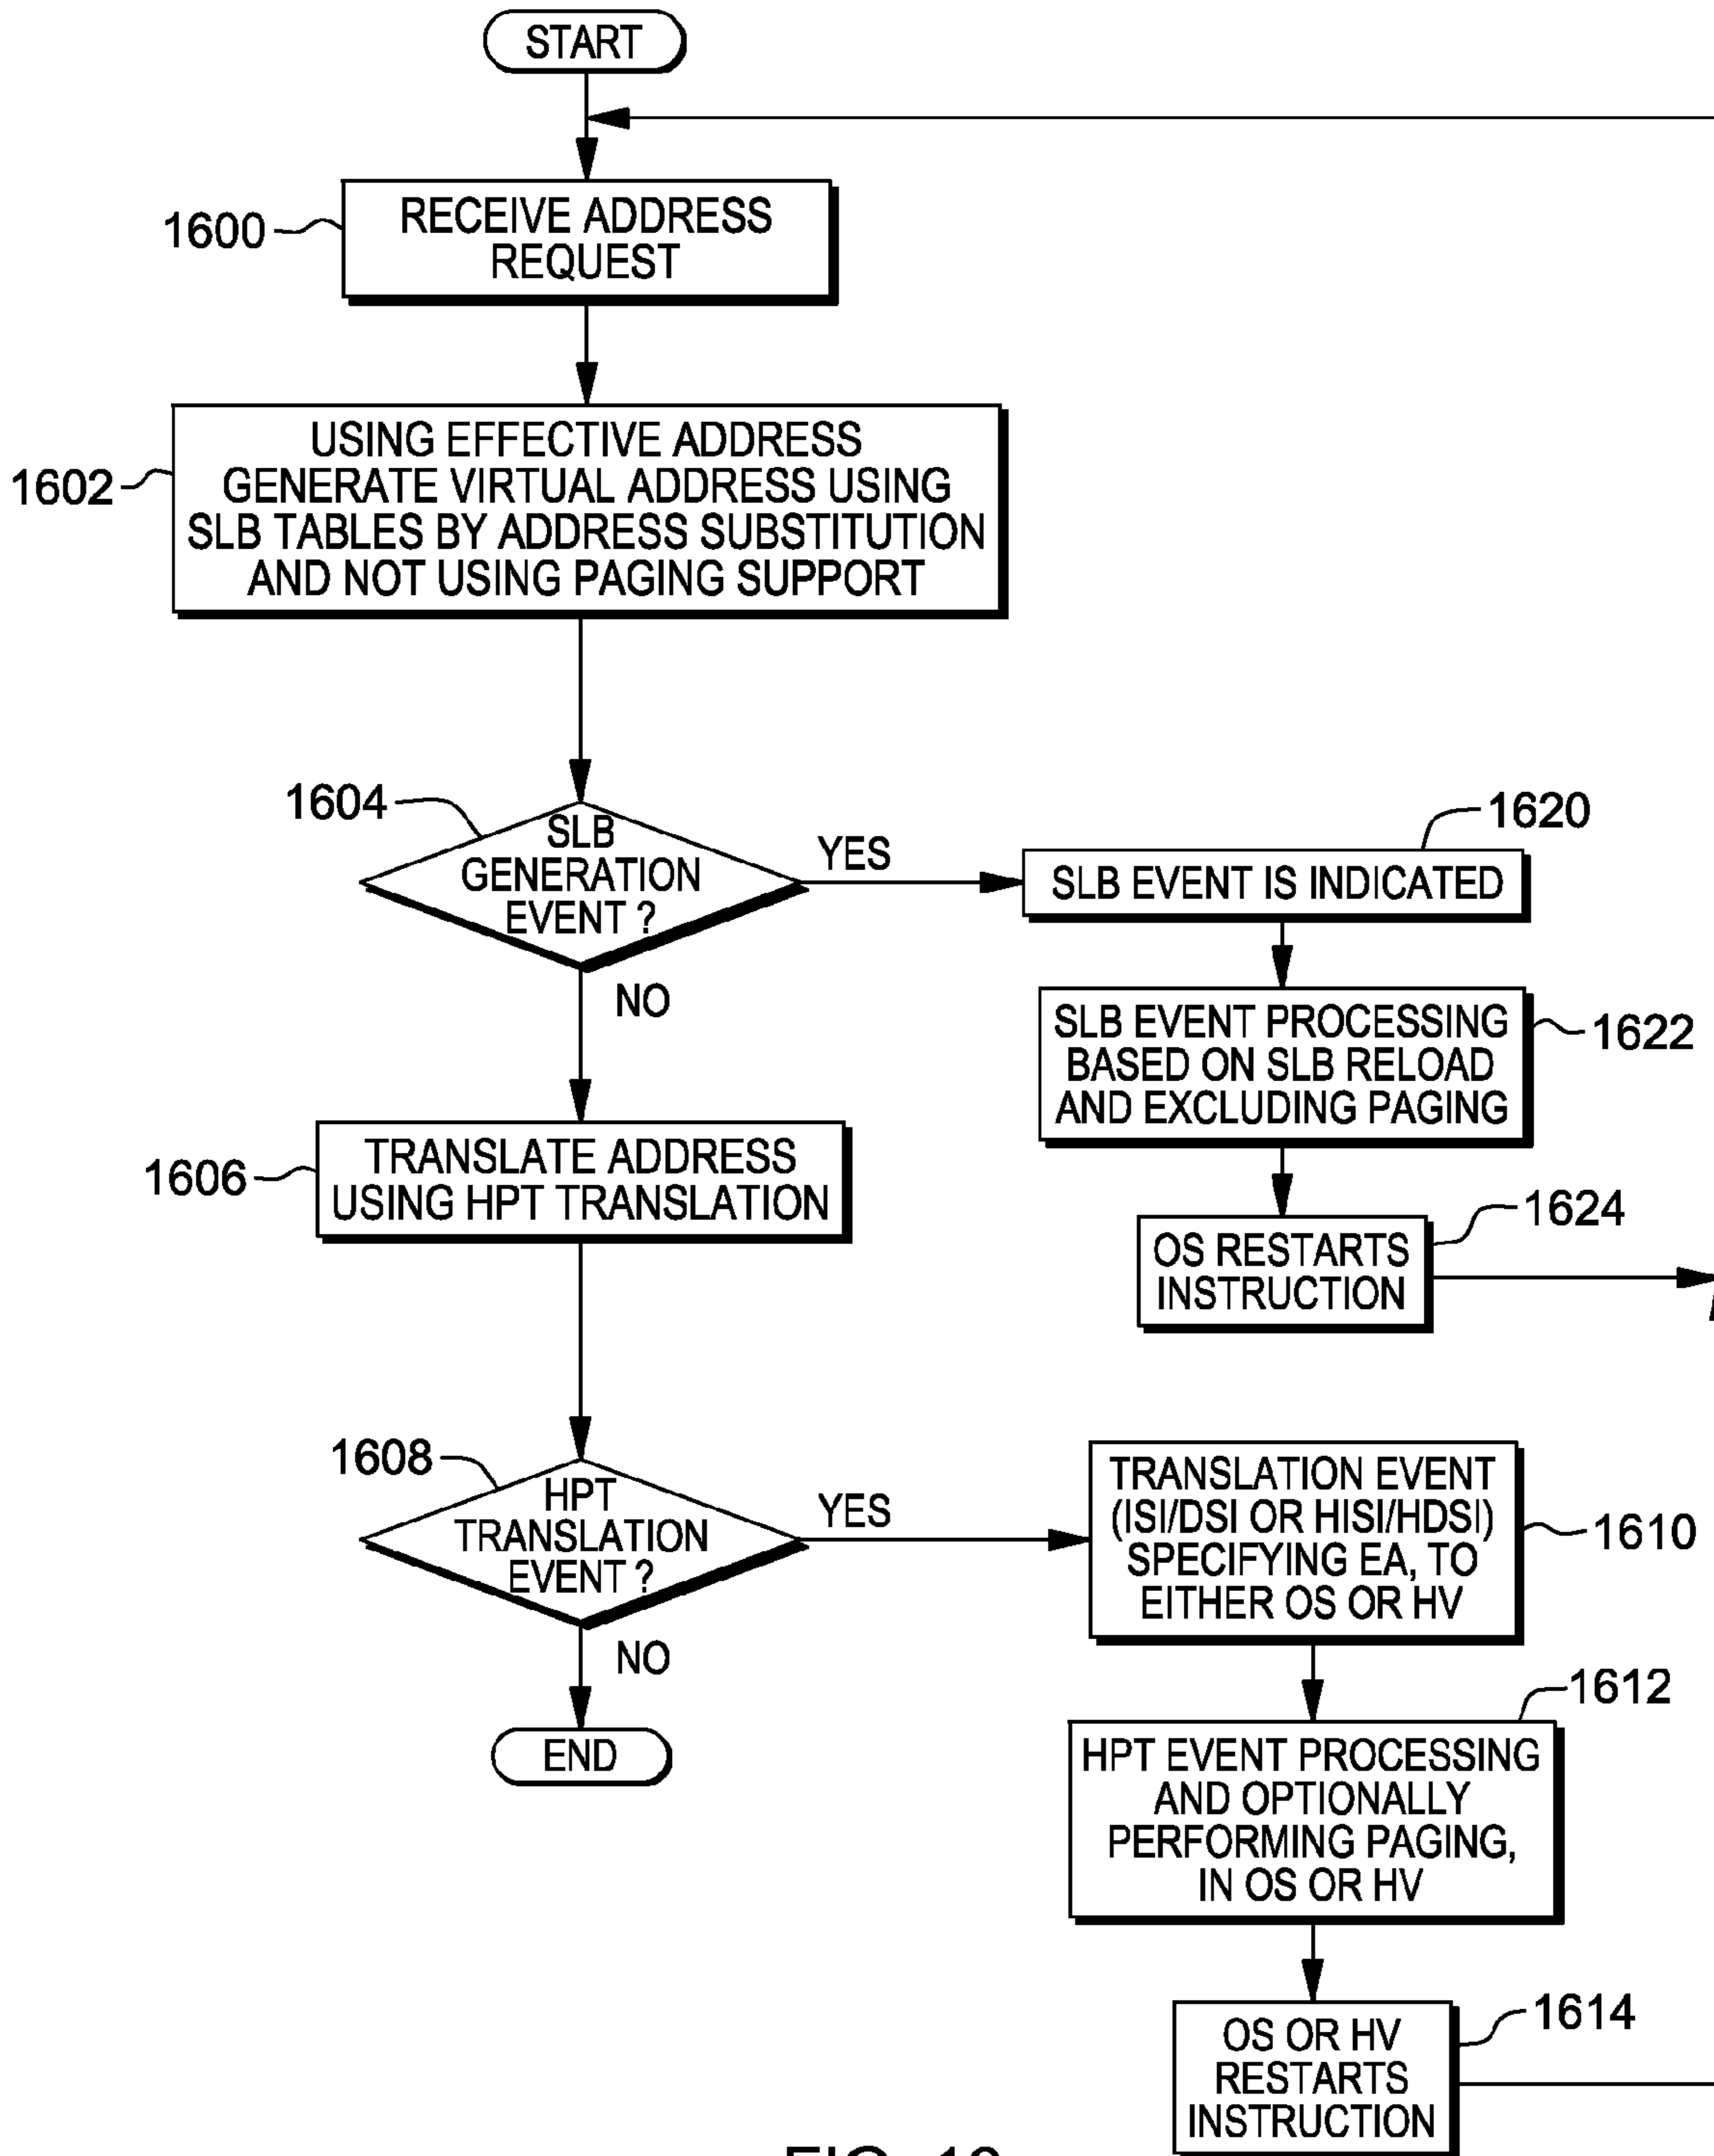 START
1600
RECEIVE ADDRESS
REQUEST
1602
USING EFFECTIVE ADDRESS
GENERATE VIRTUAL ADDRESS USING
SLB TABLES BY ADDRESS SUBSTITUTION
AND NOT USING PAGING SUPPORT
1604
SLB
GENERATION
EVENT ?
YES
NO
1620
SLB EVENT IS INDICATED
SLB EVENT PROCESSING
BASED ON SLB RELOAD
AND EXCLUDING PAGING
1622
1624
OS RESTARTS
INSTRUCTION
1606
TRANSLATE ADDRESS
USING HPT TRANSLATION
1608
HPT
TRANSLATION
EVENT ?
YES
NO
END
TRANSLATION EVENT
(ISI/DSI OR HISI/HDSI)
SPECIFYING EA, TO
EITHER OS OR HV
1610
1612
HPT EVENT PROCESSING
AND OPTIONALLY
PERFORMING PAGING,
IN OS OR HV
1614
OS OR HV
RESTARTS
INSTRUCTION
FIG.